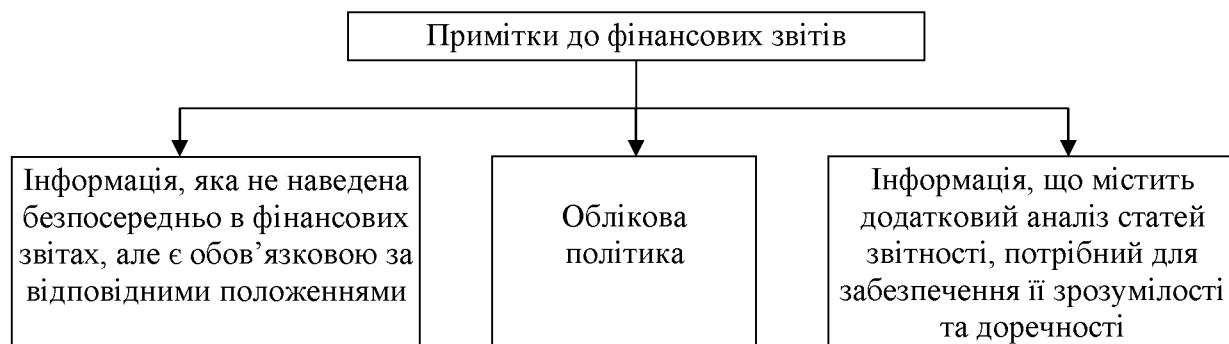 Примітки до фінансових звітів
Інформація, яка не наведена
безпосередньо в фінансових
звітах, але є обов’язковою за
відповідними положеннями
Облікова
політика
Інформація, що містить
додатковий аналіз статей
звітності, потрібний для
забезпечення її зрозумілості
та доречності